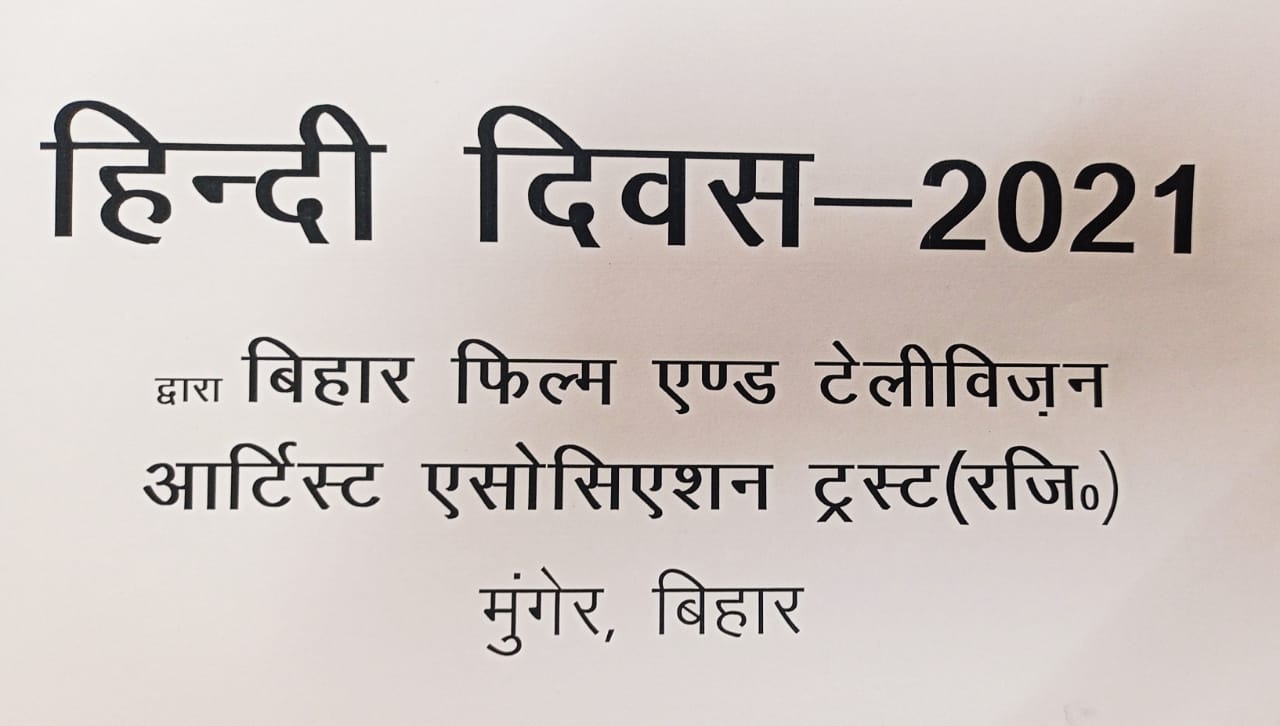 हिन्दी दिवस—2021
द्वारा बिहार फिल्म एण्ड टेलीविज़न
आर्टिस्ट एसोसिएशन ट्रस्ट(रजि०)
मुंगेर, बिहार